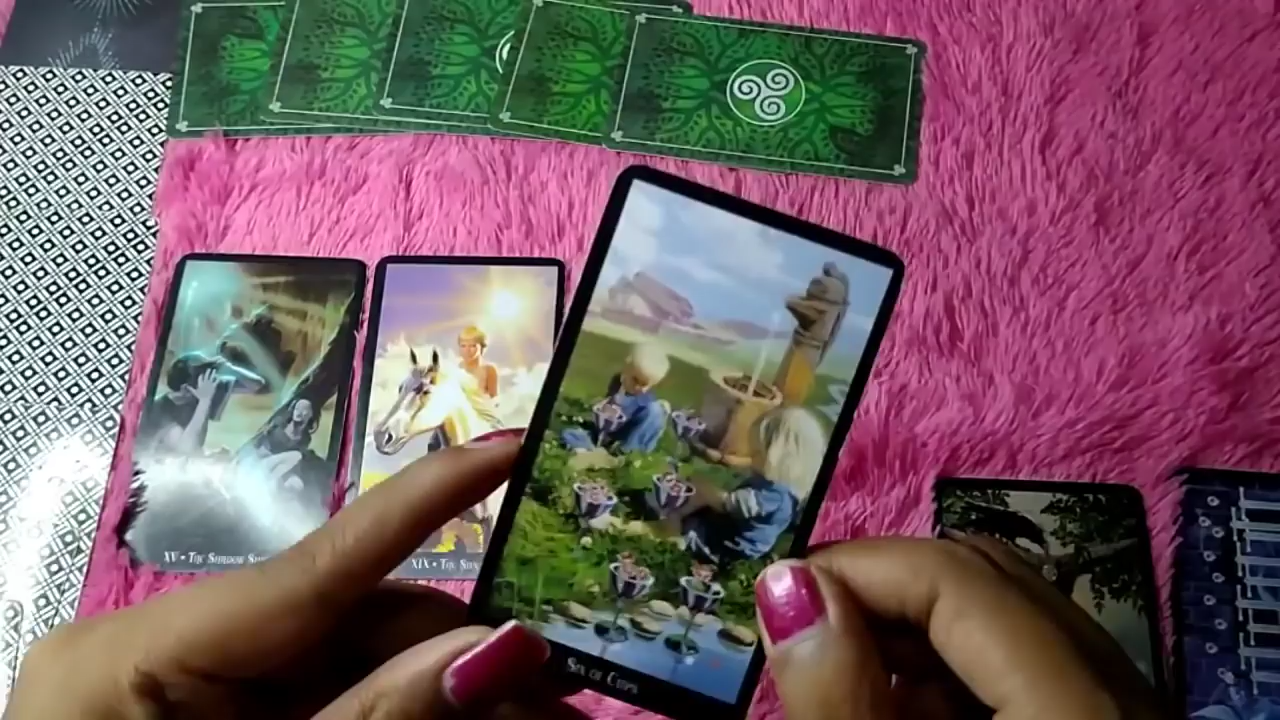 XV • The Shadow
XIX • The Sun
Six of Cups